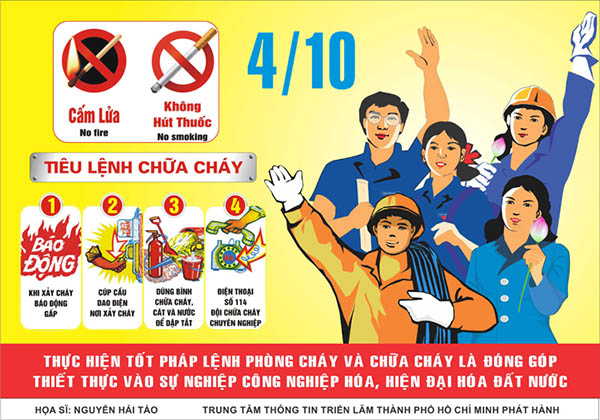 4/10
Cấm Lửa
No fire
Không
Hút Thuốc
No smoking
TIÊU LỆNH CHỮA CHÁY
1
BÁO
ĐỘNG
KHI XẢY CHÁY
BÁO ĐỘNG
GẤP
2
CÚP CẦU
DAO ĐIỆN
NƠI XẢY CHÁY
3
DÙNG BÌNH
CHỮA CHÁY,
CÁT VÀ NƯỚC
ĐỂ DẬP TẮT
4
ĐIỆN THOẠI
SỐ 114
ĐỘI CHỮA CHÁY
CHUYÊN NGHIỆP
THỰC HIỆN TỐT PHÁP LỆNH PHÒNG CHÁY VÀ CHỮA CHÁY LÀ ĐÓNG GÓP
THIẾT THỰC VÀO SỰ NGHIỆP CÔNG NGHIỆP HÓA, HIỆN ĐẠI HÓA ĐẤT NƯỚC
HỌA SĨ: NGUYỄN HẢI TÁO
TRUNG TÂM THÔNG TIN TRIỂN LÃM THÀNH PHỐ HỒ CHÍ MINH PHÁT HÀNH